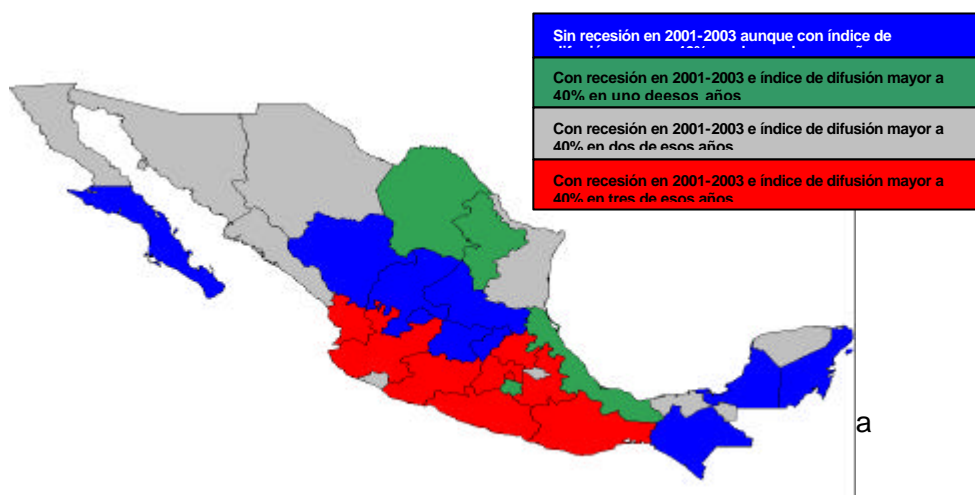 Sin recesión en 2001-2003 aunque con índice de
Con recesión en 2001-2003 e índice de difusión mayor a
40% en uno deesos años
Con recesión en 2001-2003 e índice de difusión mayor a
40% en dos de esos años
Con recesión en 2001-2003 e índice de difusión mayor a
40% en tres de esos años
a